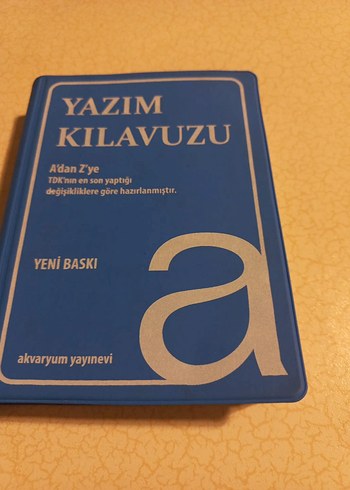 YAZIM
KILAVUZU
A'dan Z'ye
TDK'nın en son yaptığı
değişikliklere göre hazırlanmıştır.
YENİ BASKI
a
akvaryum yayınevi